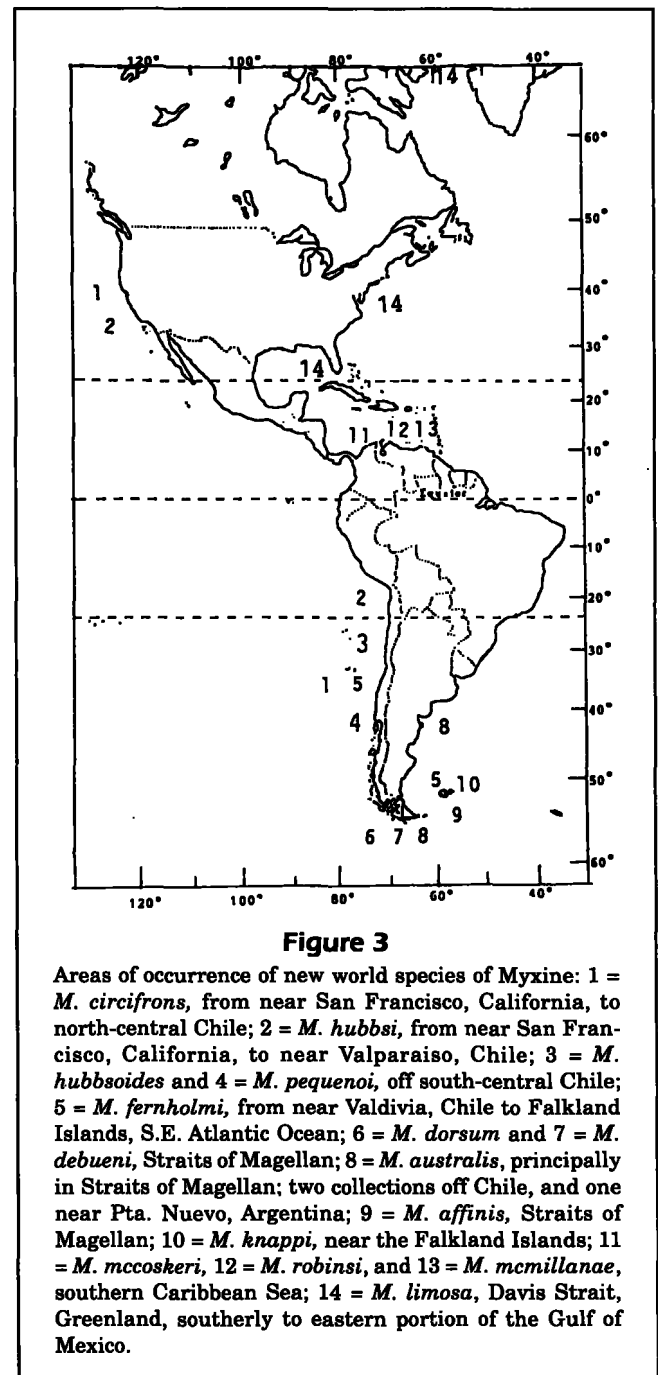 120° 100° 80° 60° 14 40°
60°
50°
1 14 40°
2 30°
14
20°
11 12 13
10°
Equator 0°
10°
2 20°
3 30°
1 5
4 8 40°
5 10 50°
9
6 7 8
60°
120° 100° 80° 60° 40°
Figure 3
Areas of occurrence of new world species of Myxine: 1 =
M. circifrons, from near San Francisco, California, to
north-central Chile; 2 = M. hubbsi, from near San Fran-
cisco, California, to near Valparaiso, Chile; 3 = M.
hubbsoides and 4 = M. pequenoi, off south-central Chile;
5 = M. fernholmi, from near Valdivia, Chile to Falkland
Islands, S.E. Atlantic Ocean; 6 = M. dorsum and 7 = M.
debueni, Straits of Magellan; 8 = M. australis, principally
in Straits of Magellan; two collections off Chile, and one
near Pta. Nuevo, Argentina; 9 = M. affinis, Straits of
Magellan; 10 = M. knappi, near the Falkland Islands; 11
= M. mccoskeri, 12 = M. robinsi, and 13 = M. mcmillanae,
southern Caribbean Sea; 14 = M. limosa, Davis Strait,
Greenland, southerly to eastern portion of the Gulf of
Mexico.